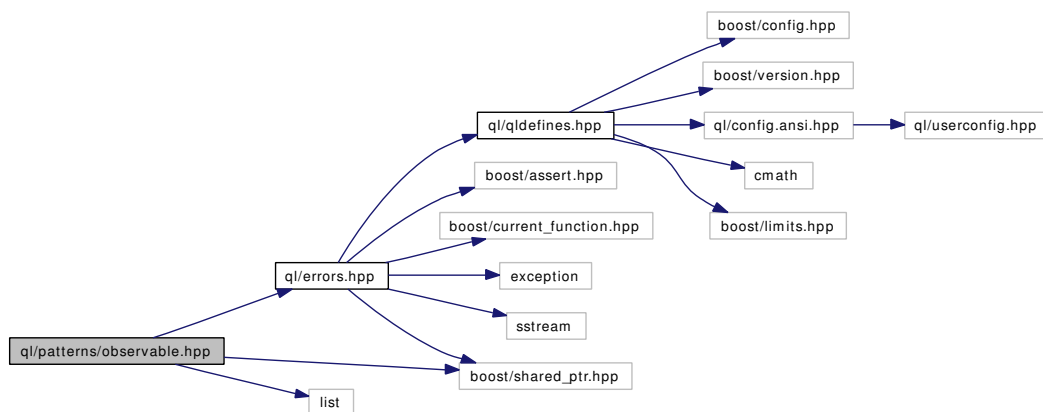 boost/config.hpp
boost/version.hpp
ql/qldefines.hpp
ql/config.ansi.hpp
ql/userconfig.hpp
boost/assert.hpp
cmath
boost/current_function.hpp
boost/limits.hpp
ql/errors.hpp
exception
sstream
ql/patterns/observable.hpp
boost/shared_ptr.hpp
list